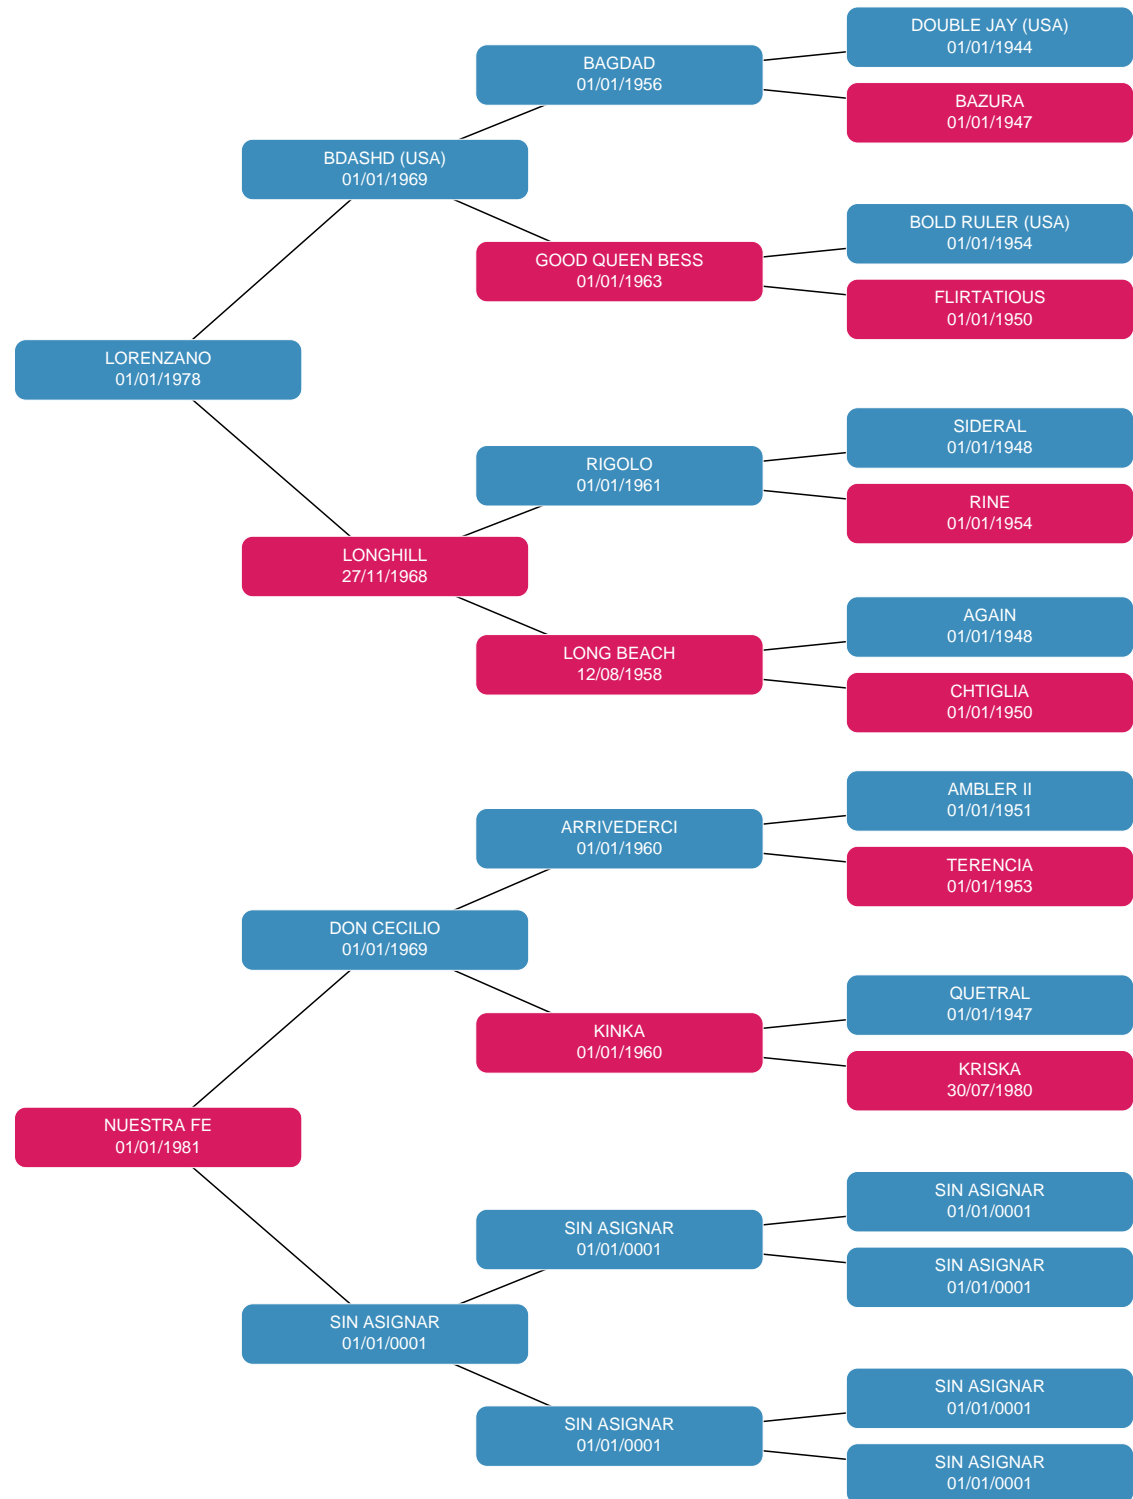 DOUBLE JAY (USA)
01/01/1944
BAGDAD
01/01/1956
BAZURA
01/01/1947
BDASHD (USA)
01/01/1969
BOLD RULER (USA)
01/01/1954
GOOD QUEEN BESS
01/01/1963
FLIRTATIOUS
01/01/1950
LORENZANO
01/01/1978
SIDERAL
01/01/1948
RIGOLO
01/01/1961
RINE
01/01/1954
LONGHILL
27/11/1968
AGAIN
01/01/1948
LONG BEACH
12/08/1958
CHTIGLIA
01/01/1950
AMBLER II
01/01/1951
ARRIVEDERCI
01/01/1960
TERENCIA
01/01/1953
DON CECILIO
01/01/1969
QUETRAL
01/01/1947
KINKA
01/01/1960
KRISKA
30/07/1980
NUESTRA FE
01/01/1981
SIN ASIGNAR
01/01/0001
SIN ASIGNAR
01/01/0001
SIN ASIGNAR
01/01/0001
SIN ASIGNAR
01/01/0001
SIN ASIGNAR
01/01/0001
SIN ASIGNAR
01/01/0001
SIN ASIGNAR
01/01/0001